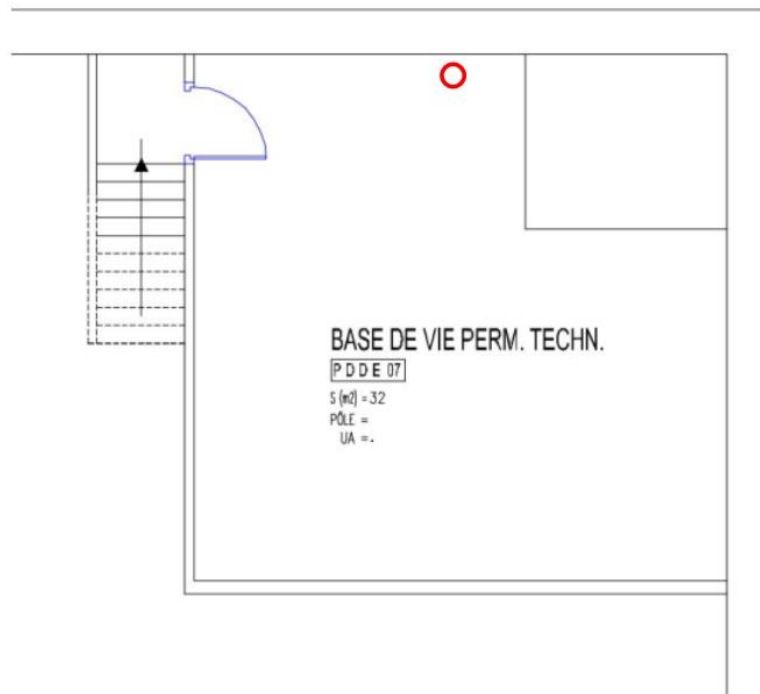 BASE DE VIE PERM. TECHN.
PDDE 07
S (m2) = 32
PÔLE =
UA = .